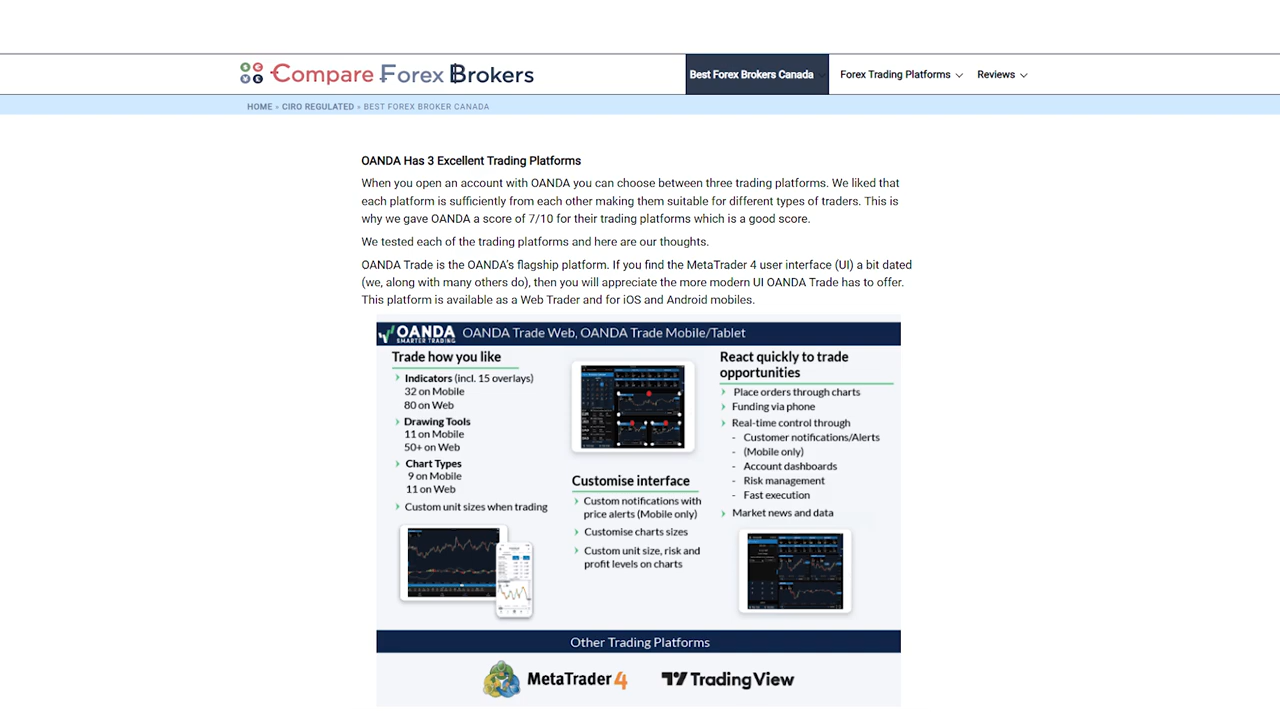 Compare Forex Brokers
Best Forex Brokers Canada
Forex Trading Platforms
Reviews
HOME » CIRO REGULATED » BEST FOREX BROKER CANADA
OANDA Has 3 Excellent Trading Platforms
When you open an account with OANDA you can choose between three trading platforms. We liked that
each platform is sufficiently from each other making them suitable for different types of traders. This is
why we gave OANDA a score of 7/10 for their trading platforms which is a good score.
We tested each of the trading platforms and here are our thoughts.
OANDA Trade is the OANDA's flagship platform. If you find the MetaTrader 4 user interface (UI) a bit dated
(we, along with many others do), then you will appreciate the more modern UI OANDA Trade has to offer.
This platform is available as a Web Trader and for iOS and Android mobiles.
OANDA
SMARTER TRADING
OANDA Trade Web, OANDA Trade Mobile/Tablet
Trade how you like
Indicators (incl. 15 overlays)
32 on Mobile
80 on Web
Drawing Tools
11 on Mobile
50+ on Web
Chart Types
9 on Mobile
11 on Web
Custom unit sizes when trading
Customise interface
Custom notifications with
price alerts (Mobile only)
Customise charts sizes
Custom unit size, risk and
profit levels on charts
React quickly to trade
opportunities
Place orders through charts
Funding via phone
Real-time control through
- Customer notifications/Alerts
- (Mobile only)
- Account dashboards
- Risk management
- Fast execution
Market news and data
Other Trading Platforms
MetaTrader 4
TradingView